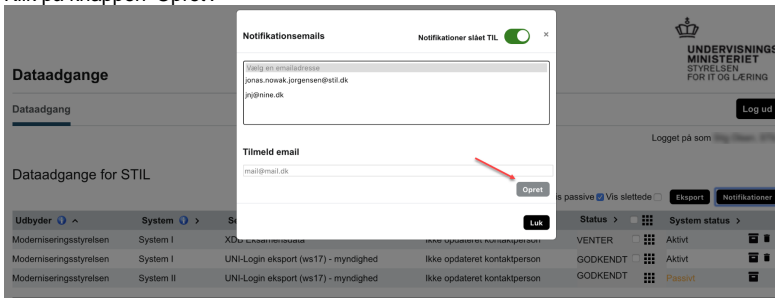 Klik på knappen "Opret".
Notifikationsemails
Notifikationer slået TIL
×
UNDERVISNINGS
MINISTERIET
STYRELSEN
FOR IT OG LÆRING
Dataadgange
Vælg en emailadresse
jonas.nowak.jorgensen@stil.dk
jnj@nine.dk
Dataadgang
Log ud
Logget på som
Tilmeld email
mail@mail.dk
Opret
Dataadgange for STIL
s passive Vis slettede Eksport Notifikationer
Luk
Udbyder System > Se Status > System status >
Moderniseringsstyrelsen System I XDB Eksamensdata Ikke opdateret kontaktperson VENTER Aktivt
Moderniseringsstyrelsen System I UNI-Login eksport (ws17) - myndighed Ikke opdateret kontaktperson GODKENDT Aktivt
Moderniseringsstyrelsen System II UNI-Login eksport (ws17) - myndighed Ikke opdateret kontaktperson GODKENDT Passivt